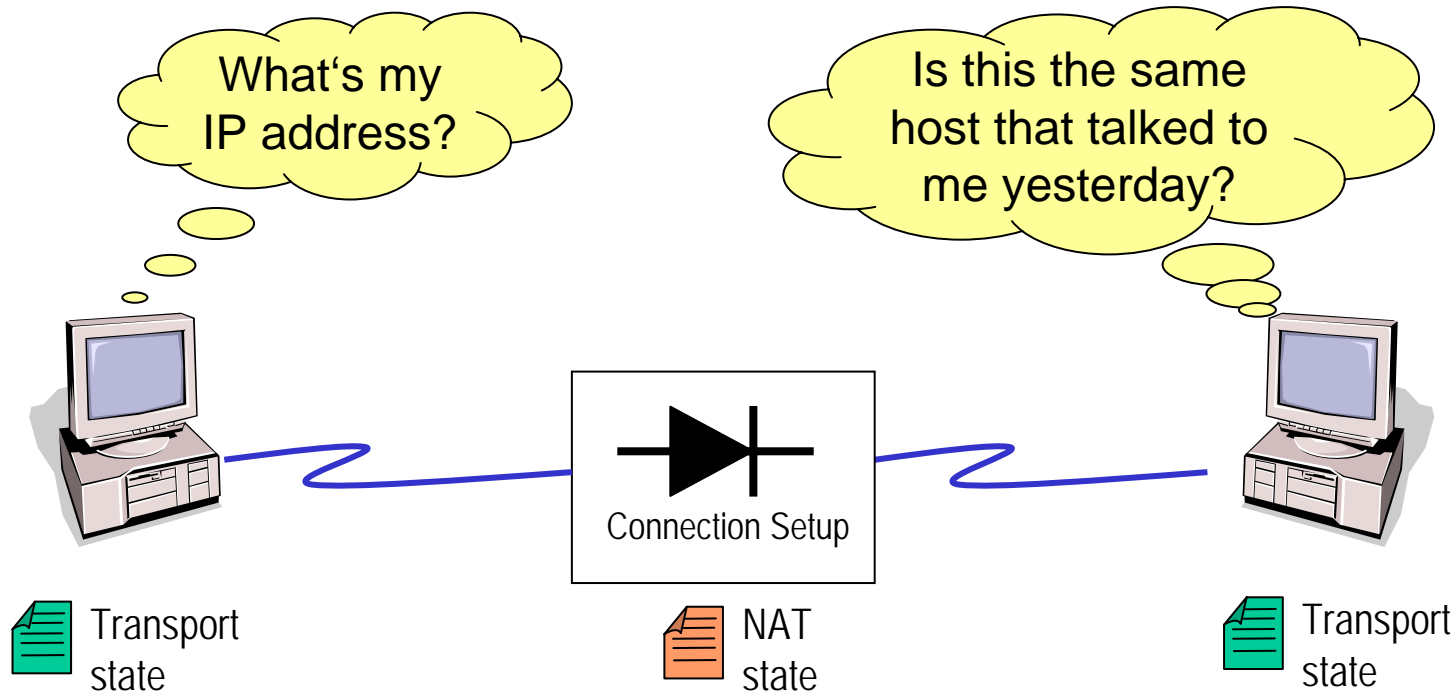 What‘s my
IP address?
Is this the same
host that talked to
me yesterday?
Connection Setup
Transport
state
NAT
state
Transport
state